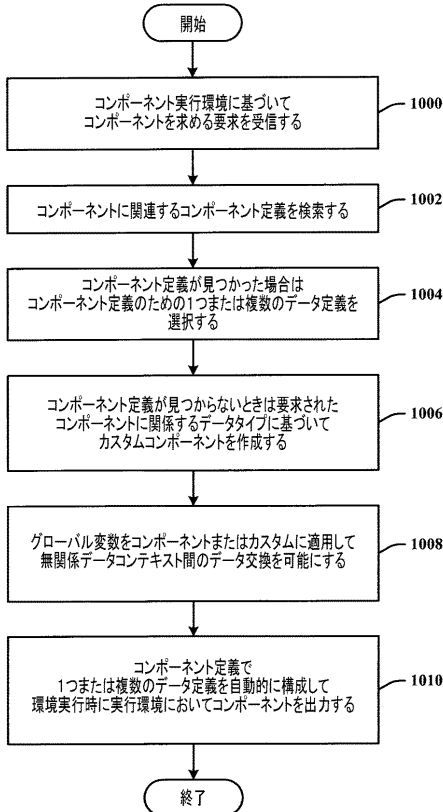 開始
コンポーネント実行環境に基づいて
コンポーネントを求める要求を受信する
1000
コンポーネントに関連するコンポーネント定義を検索する
1002
コンポーネント定義が見つかった場合は
コンポーネント定義のための1つまたは複数のデータ定義を
選択する
1004
コンポーネント定義が見つからないときは要求された
コンポーネントに関係するデータタイプに基づいて
カスタムコンポーネントを作成する
1006
グローバル変数をコンポーネントまたはカスタムに適用して
無関係データコンテキスト間のデータ交換を可能にする
1008
コンポーネント定義で
1つまたは複数のデータ定義を自動的に構成して
環境実行時に実行環境においてコンポーネントを出力する
1010
終了